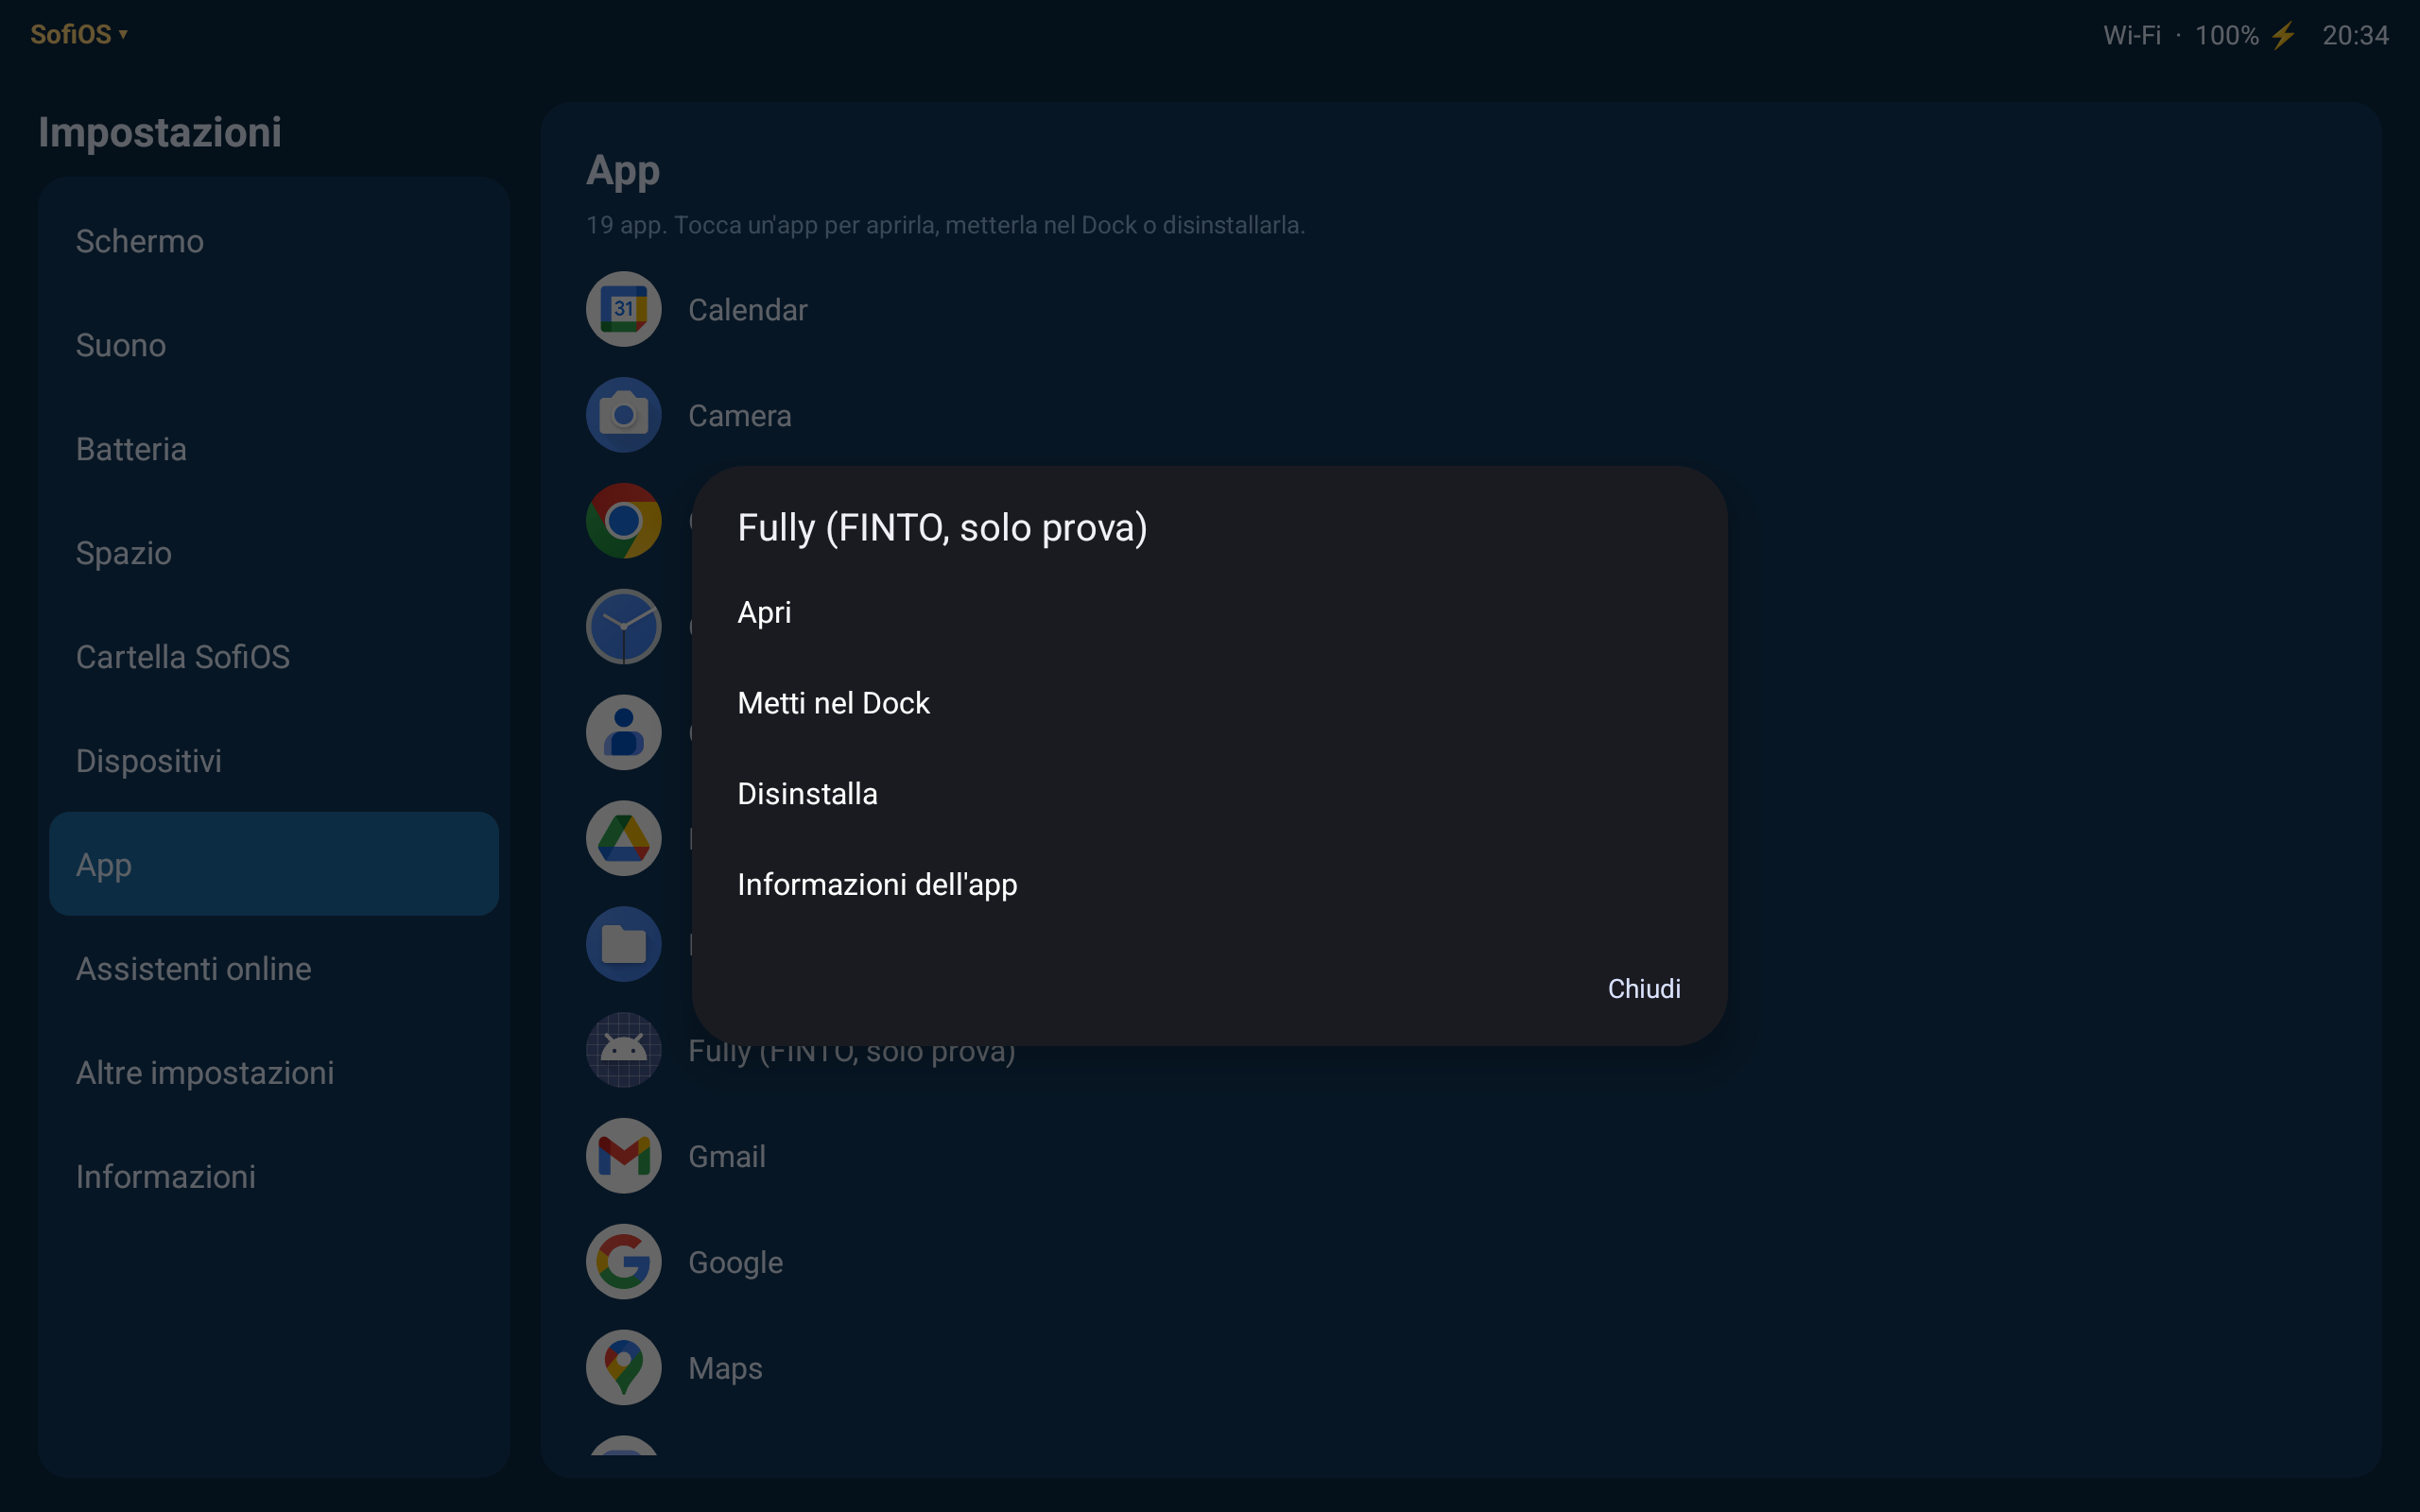 SofiOS ▾
Wi-Fi · 100% ⚡ 20:34
Impostazioni
Schermo
Suono
Batteria
Spazio
Cartella SofiOS
Dispositivi
App
Assistenti online
Altre impostazioni
Informazioni
App
19 app. Tocca un'app per aprirla, metterla nel Dock o disinstallarla.
31
Calendar
Camera
Fully (FINTO, solo prova)
Apri
Metti nel Dock
Disinstalla
Informazioni dell'app
Chiudi
Fully (FINTO, solo prova)
Gmail
Google
Maps